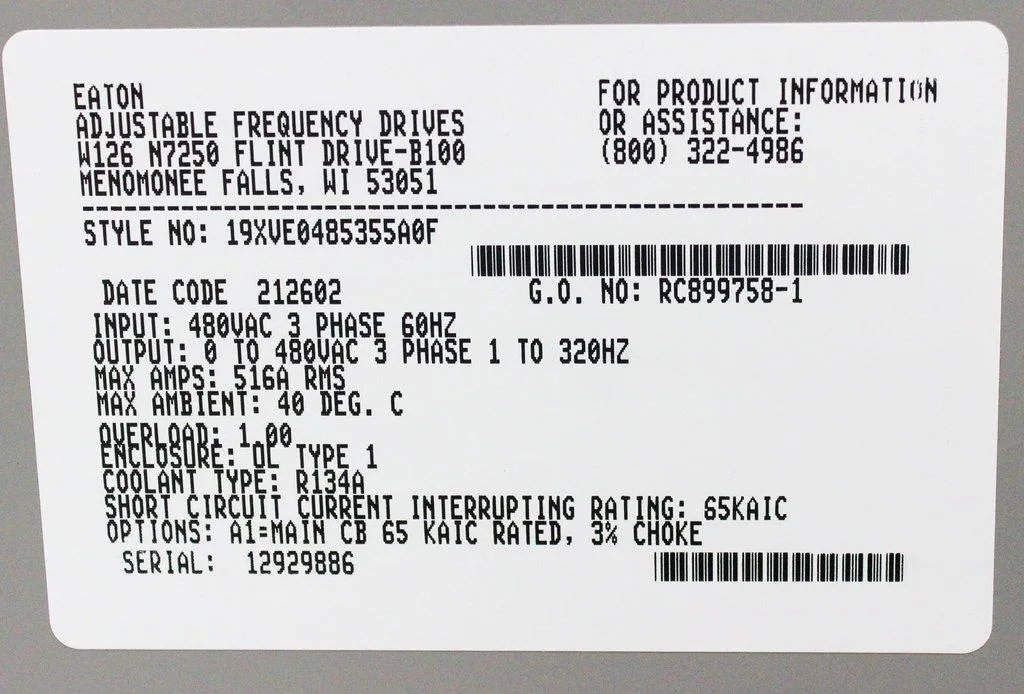 EATON
ADJUSTABLE FREQUENCY DRIVES
W126 N7250 FLINT DRIVE-B100
MENOMONEE FALLS, WI 53051
FOR PRODUCT INFORMATION
OR ASSISTANCE:
(800) 322-4986
STYLE NO: 19XVE0485355A0F
DATE CODE 212602
G.O. NO: RC899758-1
INPUT: 480VAC 3 PHASE 60HZ
OUTPUT: 0 TO 480VAC 3 PHASE 1 TO 320HZ
MAX AMPS: 516A RMS
MAX AMBIENT: 40 DEG. C
OVERLOAD: 1.00
ENCLOSURE: OL TYPE 1
COOLANT TYPE: R134A
SHORT CIRCUIT CURRENT INTERRUPTING RATING: 65KAIC
OPTIONS: A1=MAIN CB 65 KAIC RATED, 3% CHOKE
SERIAL: 12929886